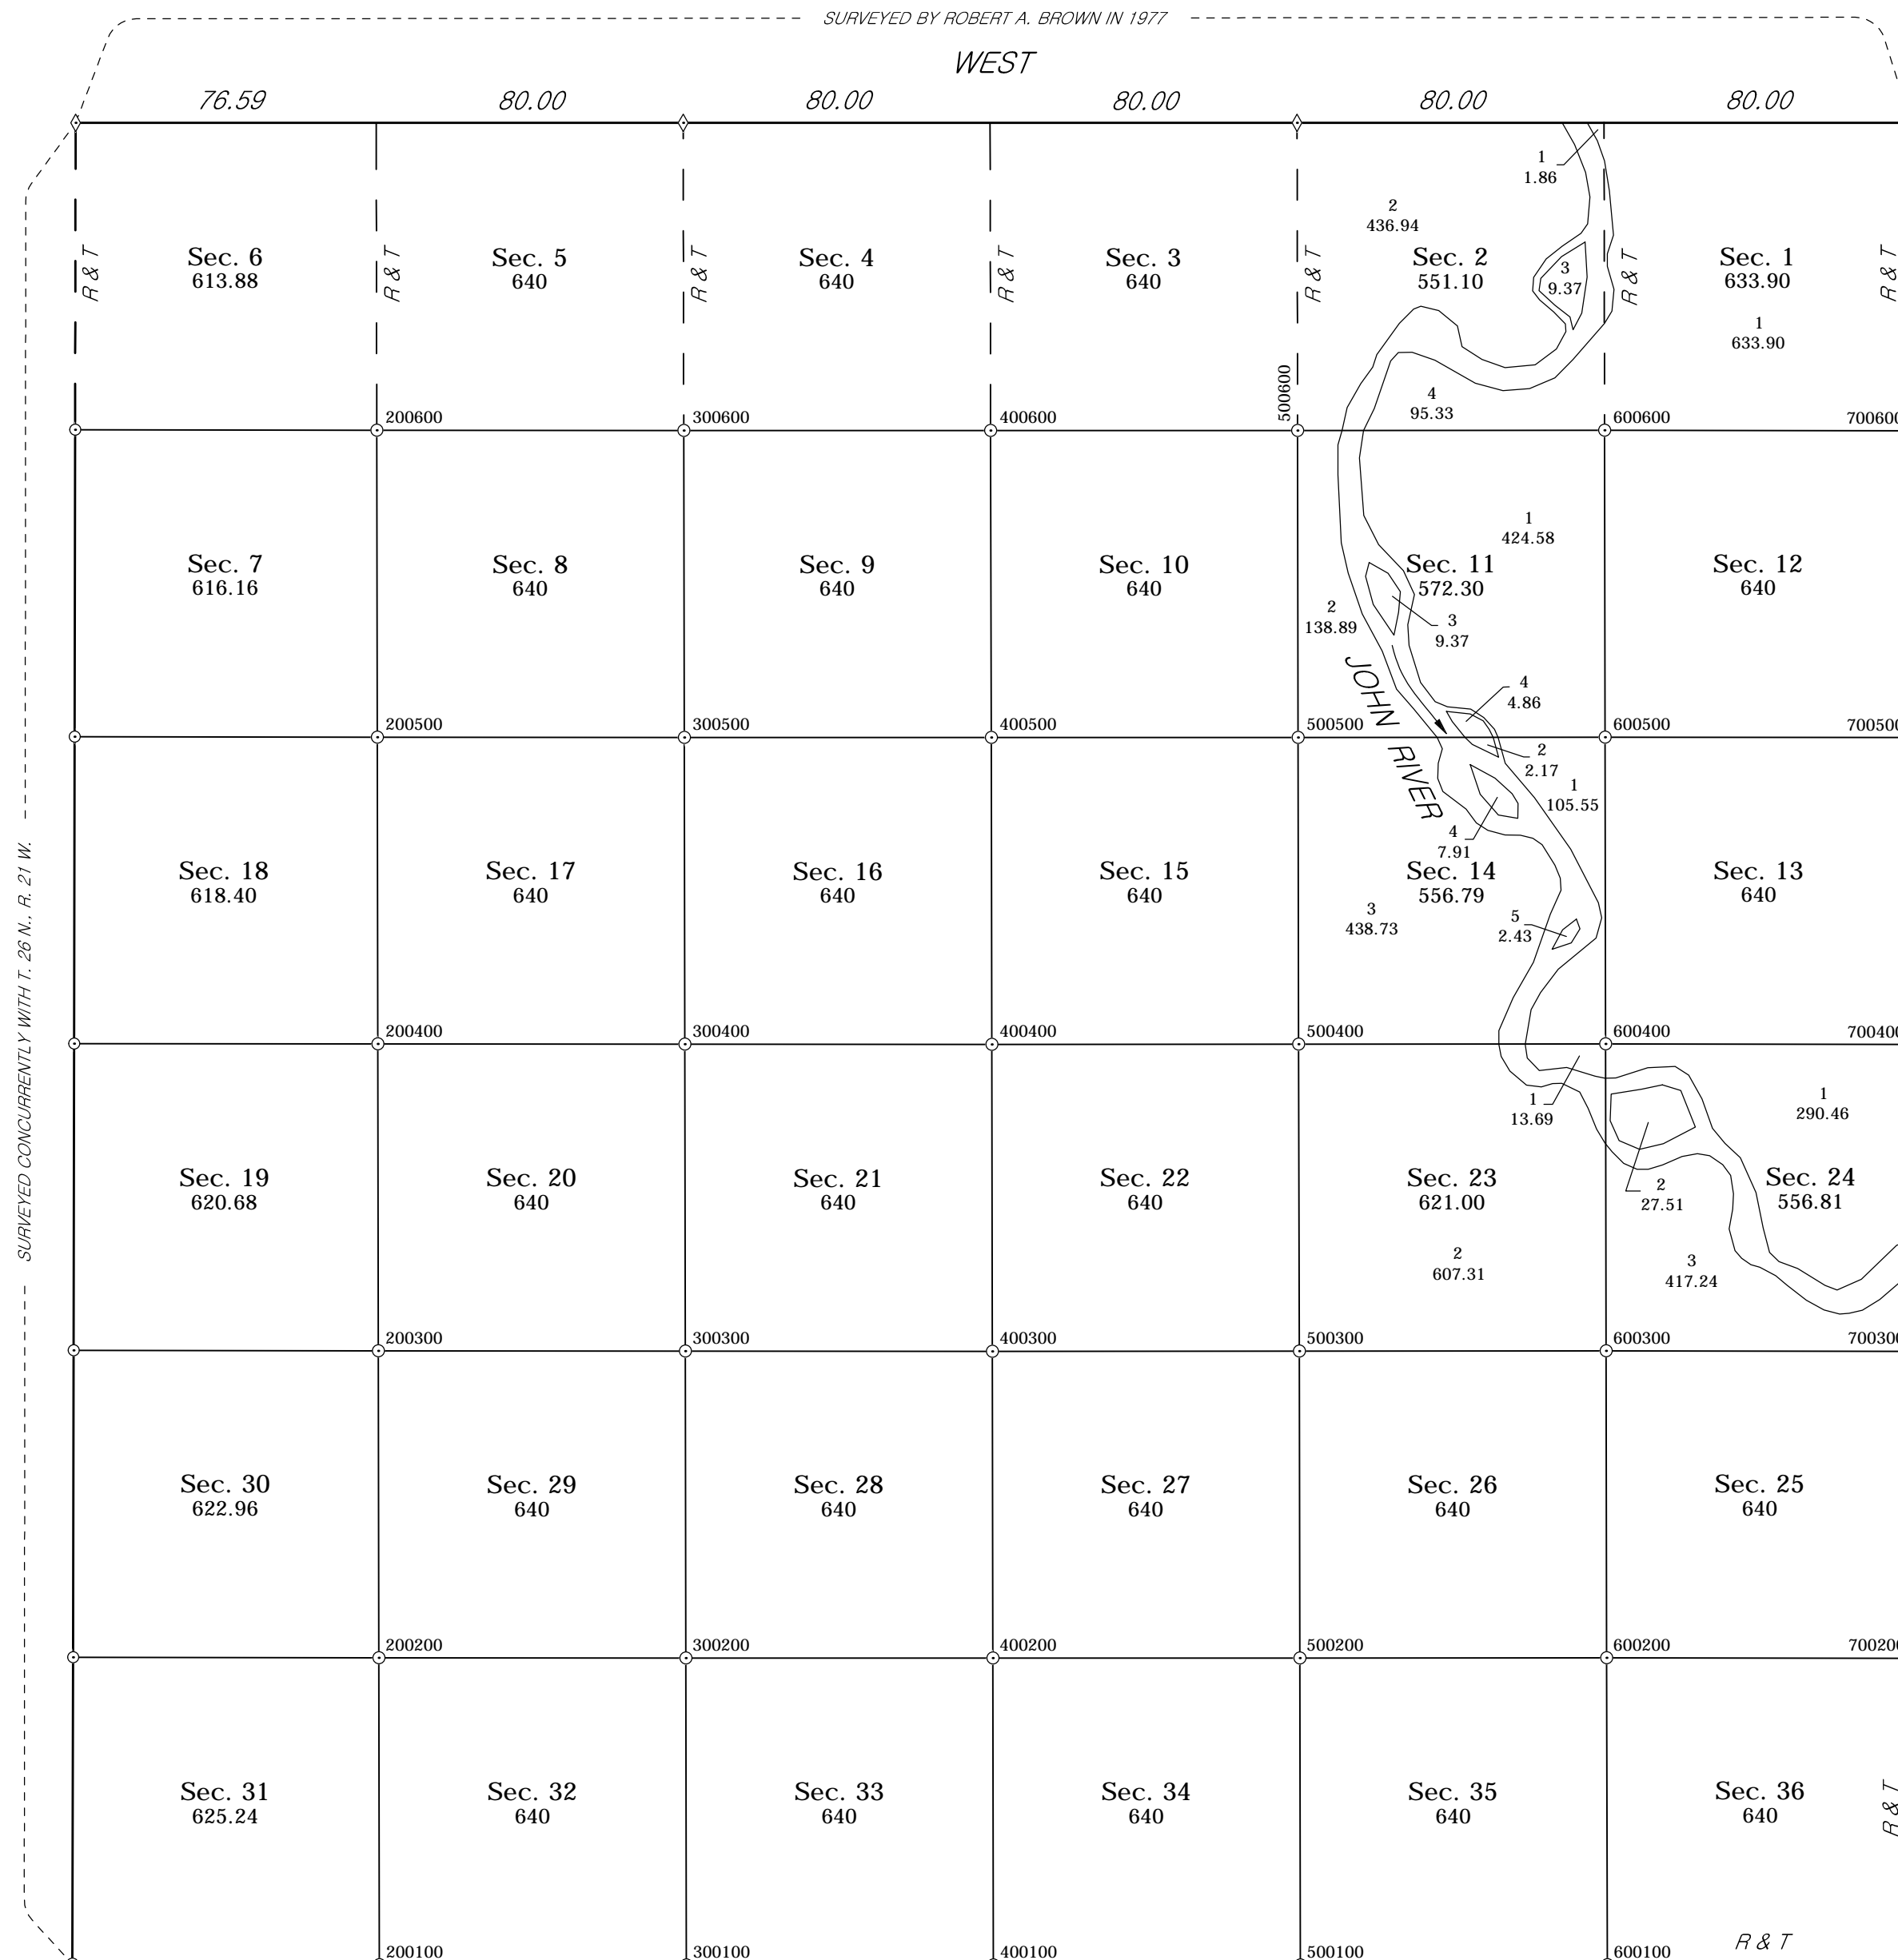 SURVEYED BY ROBERT A. BROWN IN 1977
WEST
76.59 80.00 80.00 80.00 80.00 80.00
1
1.86
2
436.94
R & T R & T R & T R & T R & T R & T R & T
Sec. 6 Sec. 5 Sec. 4 Sec. 3 Sec. 2 Sec. 1
613.88 640 640 640 551.10 633.90
3
9.37
1
633.90
4
95.33
500600
200600 300600 400600 600600 700600
1
424.58
Sec. 7 Sec. 8 Sec. 9 Sec. 10 Sec. 11 Sec. 12
616.16 640 640 640 572.30 640
2
138.89
3
9.37
JOHN RIVER
4
4.86
200500 300500 400500 500500 600500 700500
2
2.17
1
105.55
4
7.91
SURVEYED CONCURRENTLY WITH T. 26 N., R. 21 W.
Sec. 18 Sec. 17 Sec. 16 Sec. 15 Sec. 14 Sec. 13
618.40 640 640 640 556.79 640
3
438.73
5
2.43
200400 300400 400400 500400 600400 700400
1
13.69
1
290.46
Sec. 19 Sec. 20 Sec. 21 Sec. 22 Sec. 23 Sec. 24
620.68 640 640 640 621.00 556.81
2
27.51
2
607.31
3
417.24
200300 300300 400300 500300 600300 700300
Sec. 30 Sec. 29 Sec. 28 Sec. 27 Sec. 26 Sec. 25
622.96 640 640 640 640 640
200200 300200 400200 500200 600200 700200
Sec. 31 Sec. 32 Sec. 33 Sec. 34 Sec. 35 Sec. 36
625.24 640 640 640 640 640
R & T
R & T
200100 300100 400100 500100 600100